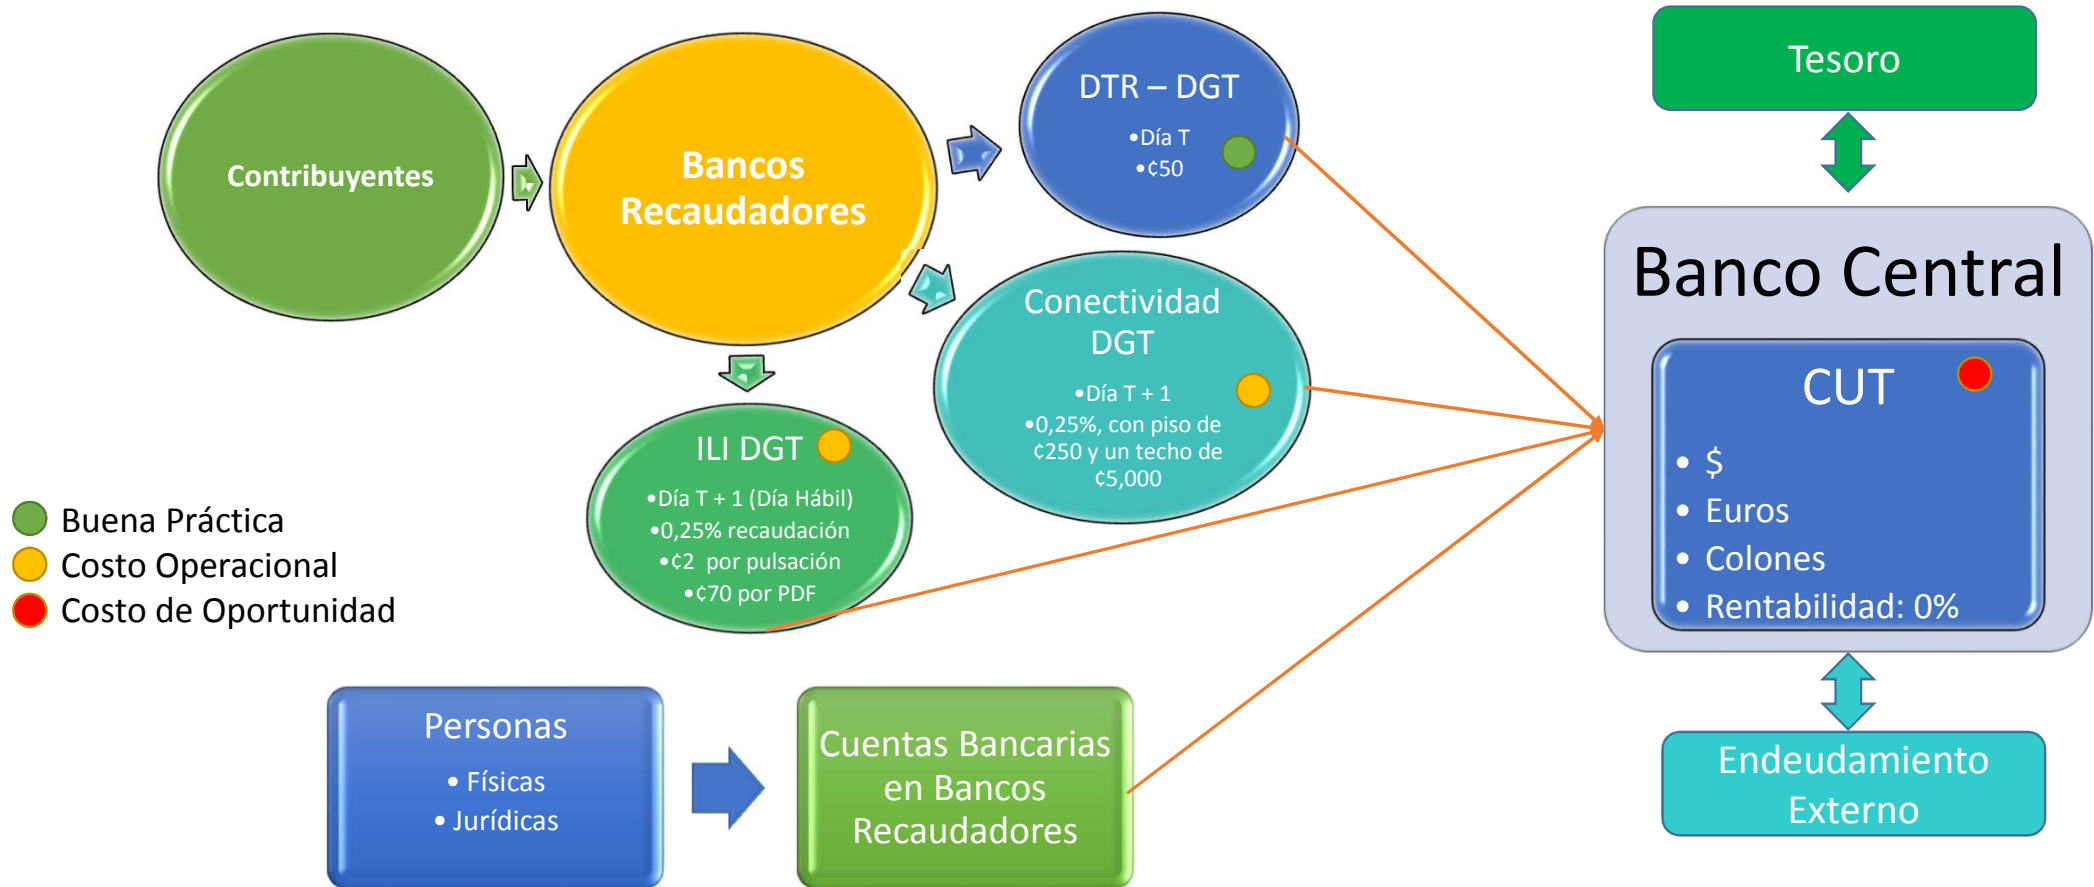 Contribuyentes
Bancos
Recaudadores
DTR – DGT
•Día T
•¢50
Conectividad
DGT
•Día T + 1
•0,25%, con piso de
¢250 y un techo de
¢5,000
ILI DGT
•Día T + 1 (Día Hábil)
•0,25% recaudación
•¢2 por pulsación
•¢70 por PDF
Buena Práctica
Costo Operacional
Costo de Oportunidad
Personas
• Físicas
• Jurídicas
Cuentas Bancarias
en Bancos
Recaudadores
Tesoro
Banco Central
CUT
• $
• Euros
• Colones
• Rentabilidad: 0%
Endeudamiento
Externo